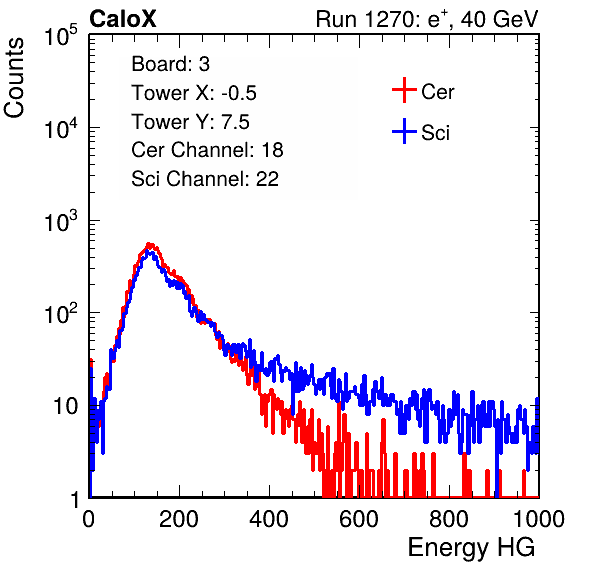 CaloX Run 1270: e⁺, 40 GeV
Counts
Board: 3
Tower X: -0.5
Tower Y: 7.5
Cer Channel: 18
Sci Channel: 22
Cer
Sci
10⁵
10⁴
10³
10²
10
1
0 200 400 600 800 1000
Energy HG